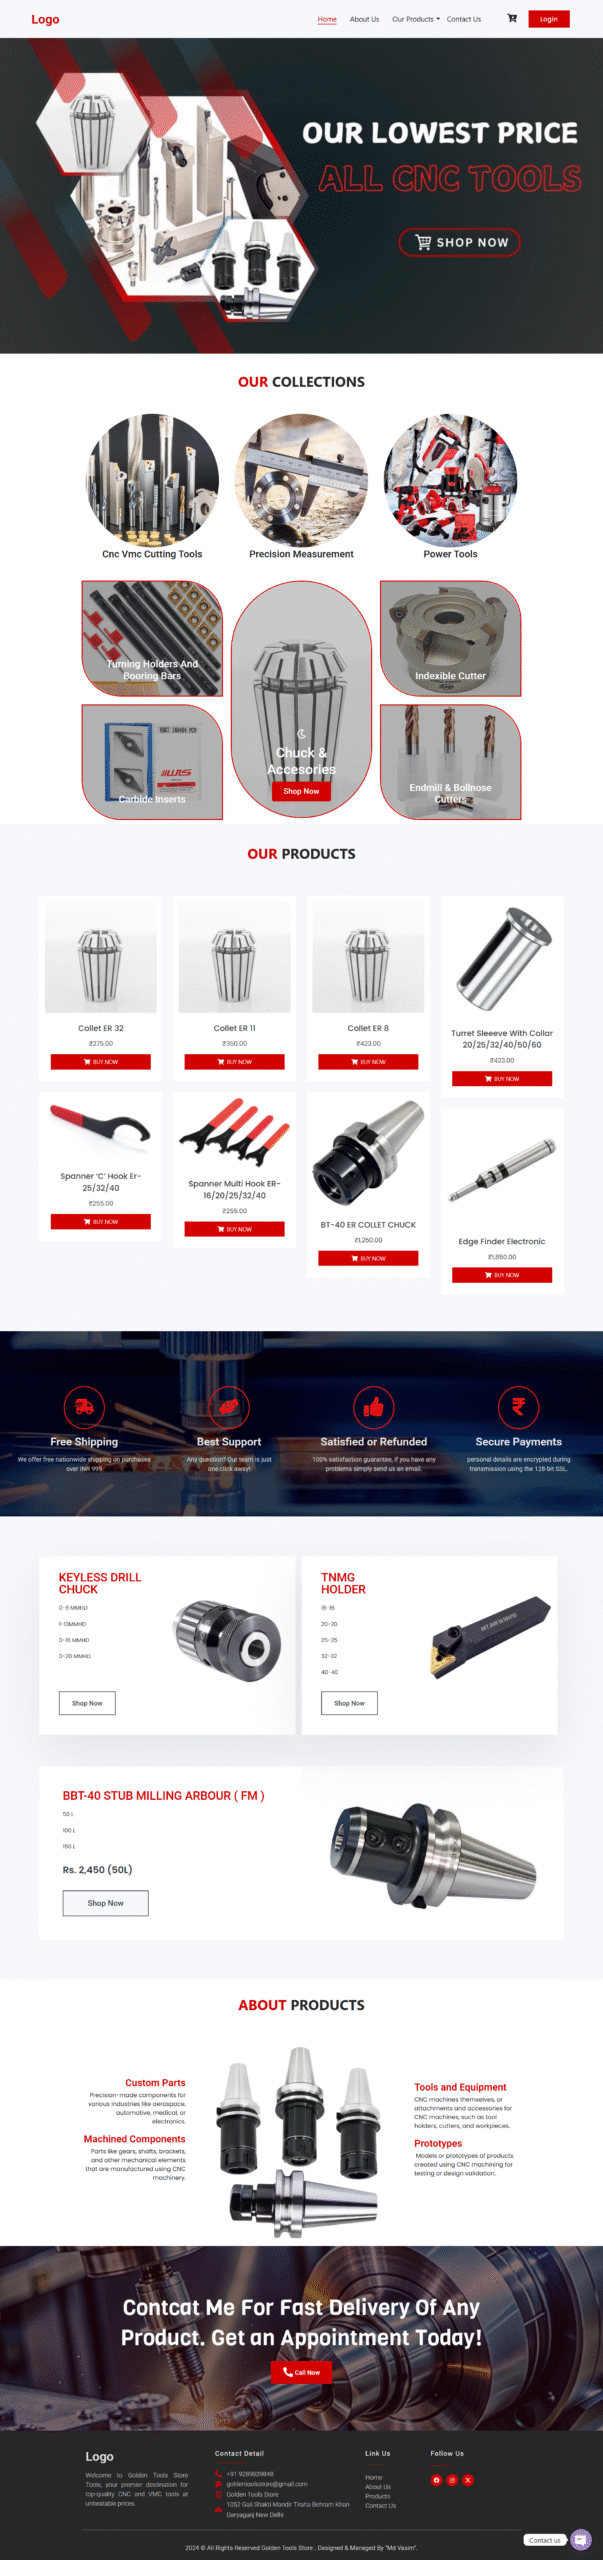 Logo
Home About Us Our Products Contact Us Login
OUR LOWEST PRICE
ALL CNC TOOLS
SHOP NOW
OUR COLLECTIONS
Cnc Vmc Cutting Tools Precision Measurement Power Tools
Turning Holders And
Booring Bars
Indexible Cutter
Chuck &
Accesories
Shop Now
Carbide Inserts
Endmill & Bollnose
Cutters
OUR PRODUCTS
Collet ER 32
₹275.00
BUY NOW
Collet ER 11
₹350.00
BUY NOW
Collet ER 8
₹423.00
BUY NOW
Turret Sleeeve With Collar
20/25/32/40/50/60
₹423.00
BUY NOW
Spanner ‘C’ Hook Er-
25/32/40
₹255.00
BUY NOW
Spanner Multi Hook ER-
16/20/25/32/40
₹255.00
BUY NOW
BT-40 ER COLLET CHUCK
₹1,250.00
BUY NOW
Edge Finder Electronic
₹1,850.00
BUY NOW
Free Shipping
We offer free nationwide shipping on purchases
over INR 999
Best Support
Any question? Our team is just
one click away!
Satisfied or Refunded
100% satisfaction guarantee, if you have any
problems simply send us an email.
Secure Payments
personal details are encrypted during
transmission using the 128-bit SSL.
KEYLESS DRILL
CHUCK
0-6 MMHD
1-13MMHD
0-16 MMHD
0-20 MMHD
Shop Now
TNMG
HOLDER
16-16
20-20
25-25
32-32
40-40
Shop Now
BBT-40 STUB MILLING ARBOUR ( FM )
50 L
100 L
150 L
Rs. 2,450 (50L)
Shop Now
ABOUT PRODUCTS
Custom Parts
Precision-made components for
various industries like aerospace,
automotive, medical, or
electronics.
Machined Components
Parts like gears, shafts, brackets,
and other mechanical elements
that are manufactured using CNC
machinery.
Tools and Equipment
CNC machines themselves, or
attachments and accessories for
CNC machines, such as tool
holders, cutters, and workpieces.
Prototypes
Models or prototypes of products
created using CNC machining for
testing or design validation.
Contcat Me For Fast Delivery Of Any
Product. Get an Appointment Today!
Call Now
Logo
Welcome to Golden Tools Store
Tools, your premier destination for
top-quality CNC and VMC tools at
unbeatable prices.
Contact Detail
+91 9289839848
goldentoolsstore@gmail.com
Golden Tools Store
1052 Gali Shakti Mandir Tiraha Behram Khan
Daryaganj New Delhi
Link Us
Home
About Us
Products
Contact Us
Follow Us
Contact us
2024 © All Rights Reserved Golden Tools Store . Designed & Managed By "Md Vasim".